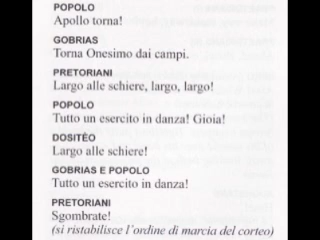 POPOLO
Apollo torna!
GOBRIAS
Torna Onesimo dai campi.
PRETORIANI
Largo alle schiere, largo, largo!
POPOLO
Tutto un esercito in danza! Gioia!
DOSITÈO
Largo alle schiere!
GOBRIAS E POPOLO
Tutto un esercito in danza!
PRETORIANI
Sgombrate!
(si ristabilisce l'ordine di marcia del corteo)